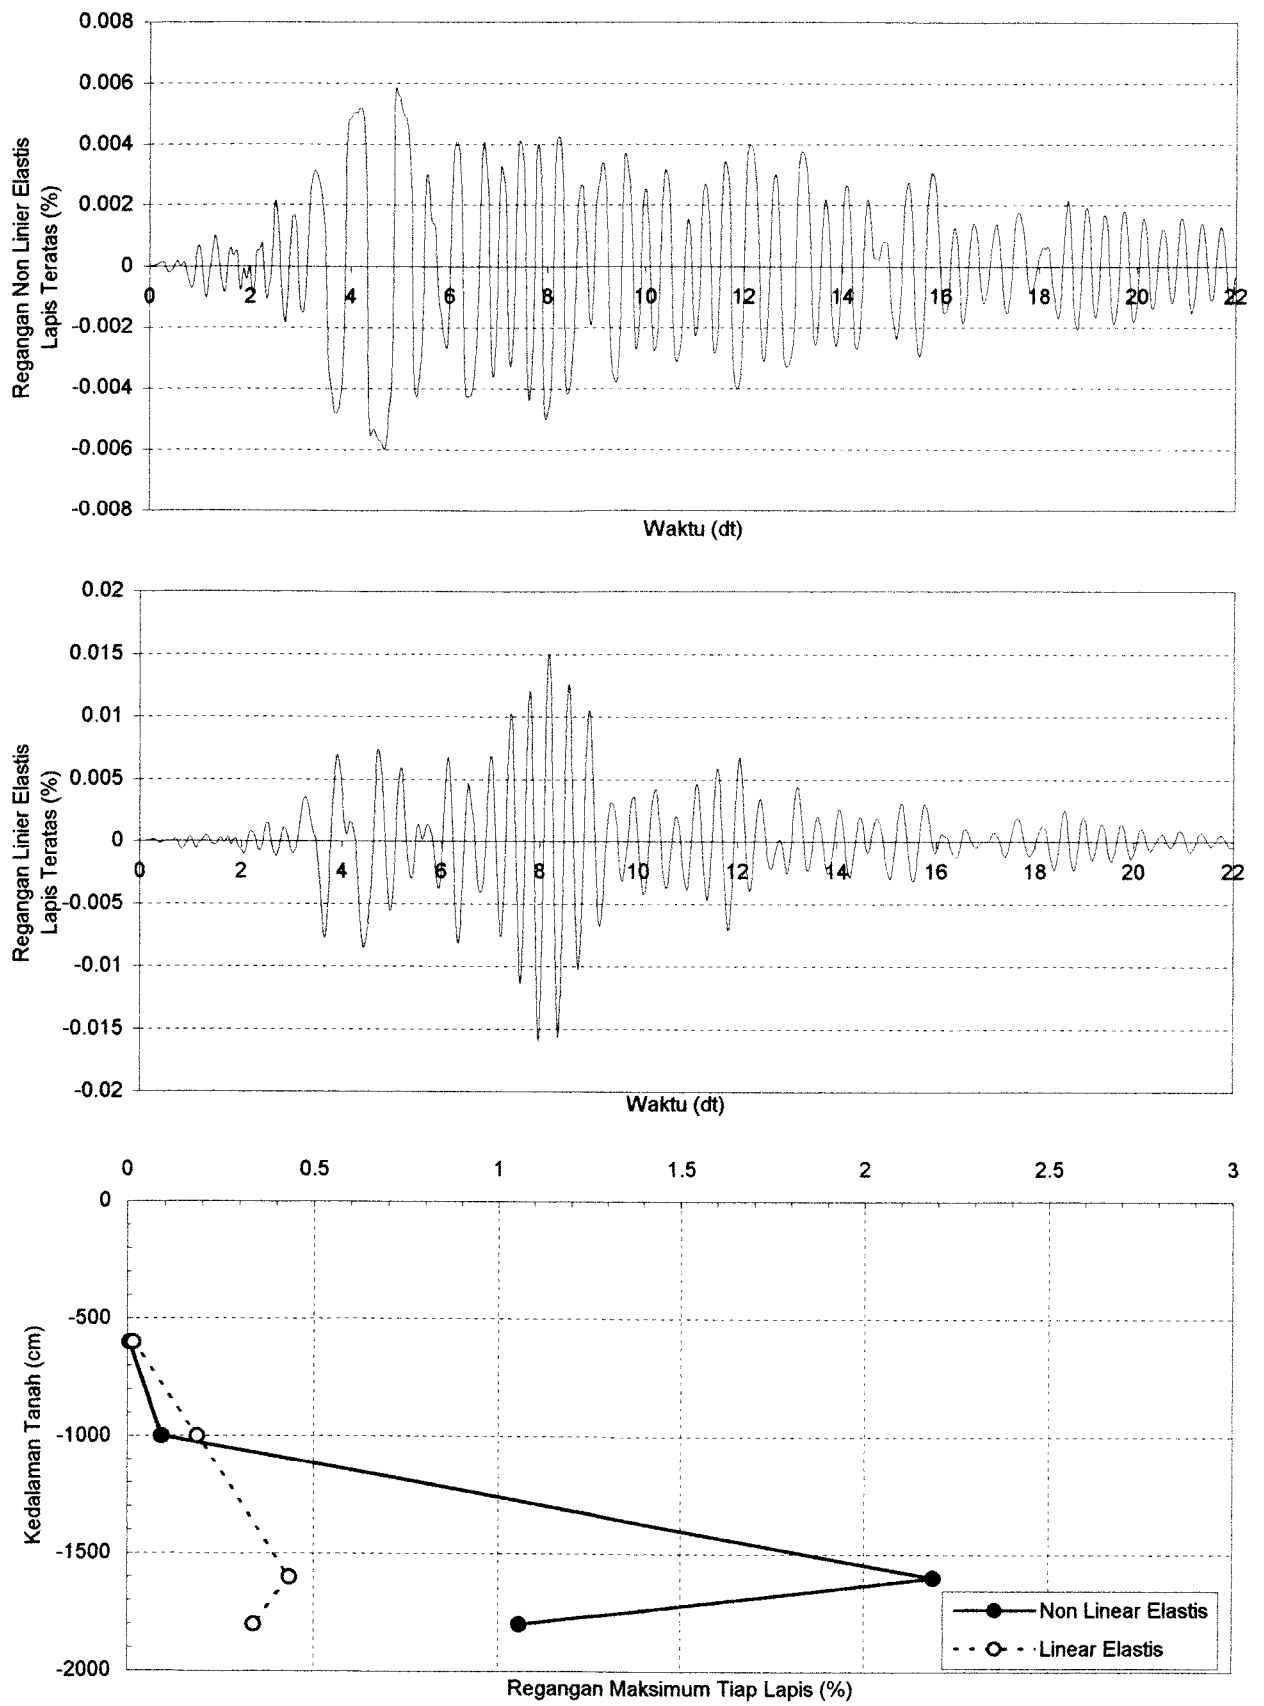 0.008
0.006
0.004
0.002
0
-0.002
-0.004
-0.006
-0.008
Regangan Non Linier Elastis
Lapis Teratas (%)
0 2 4 6 8 10 12 14 16 18 20 22
Waktu (dt)
0.02
0.015
0.01
0.005
0
-0.005
-0.01
-0.015
-0.02
Regangan Linier Elastis
Lapis Teratas (%)
0 2 4 6 8 10 12 14 16 18 20 22
Waktu (dt)
0 0.5 1 1.5 2 2.5 3
0
-500
-1000
-1500
-2000
Kedalaman Tanah (cm)
Non Linear Elastis
Linear Elastis
Regangan Maksimum Tiap Lapis (%)